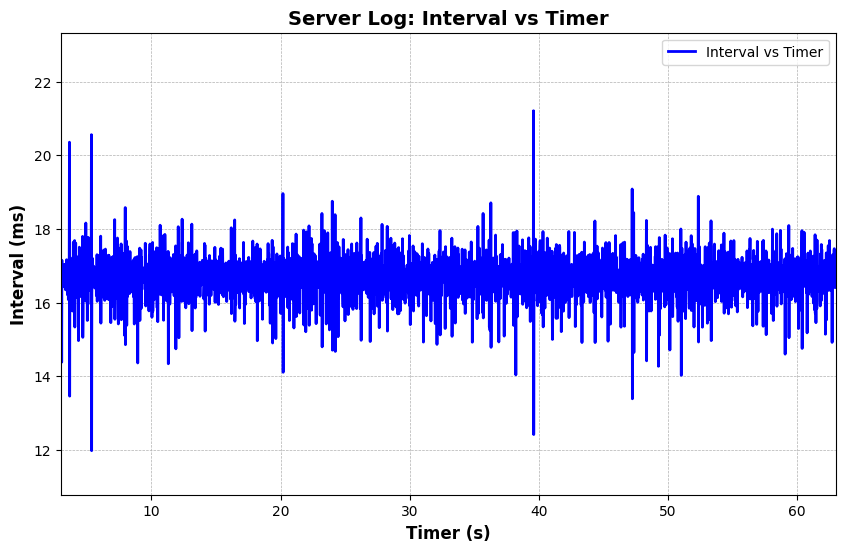 Server Log: Interval vs Timer
Interval vs Timer
22
20
18
16
14
12
Interval (ms)
10 20 30 40 50 60
Timer (s)